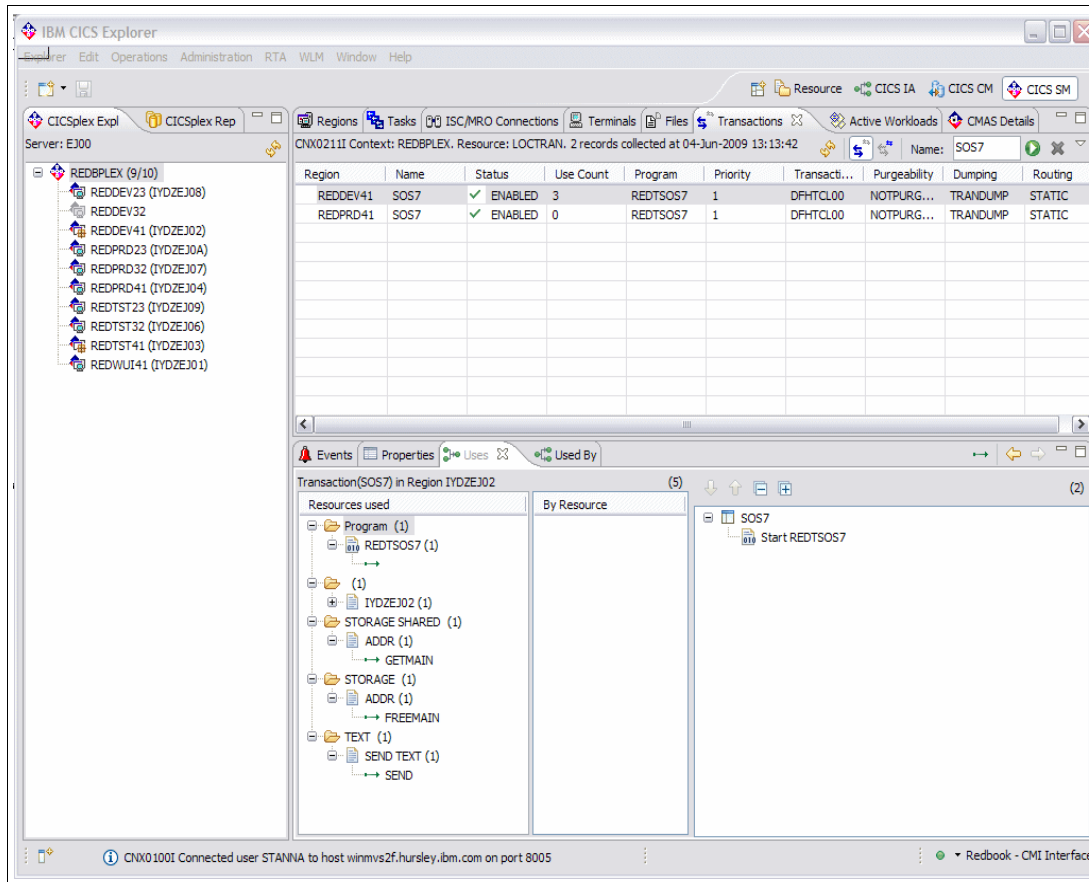 IBM CICS Explorer
Explorer Edit Operations Administration RTA WLM Window Help
Resource CICS IA CICS CM CICS SM
CICSplex Expl CICSplex Rep
Server: EJ00
REDBPLEX (9/10)
REDDEV23 (IYDZEJ08)
REDDEV32
REDDEV41 (IYDZEJ02)
REDPRD23 (IYDZEJ0A)
REDPRD32 (IYDZEJ07)
REDPRD41 (IYDZEJ04)
REDTST23 (IYDZEJ09)
REDTST32 (IYDZEJ06)
REDTST41 (IYDZEJ03)
REDWUI41 (IYDZEJ01)
Regions Tasks ISC/MRO Connections Terminals Files Transactions Active Workloads CMAS Details
CNX0211I Context: REDBPLEX. Resource: LOCTRAN. 2 records collected at 04-Jun-2009 13:13:42 Name: SOS7
Region Name Status Use Count Program Priority Transacti... Purgeability Dumping Routing
REDDEV41 SOS7 ENABLED 3 REDTSOS7 1 DFHTCL00 NOTPURG... TRANDUMP STATIC
REDPRD41 SOS7 ENABLED 0 REDTSOS7 1 DFHTCL00 NOTPURG... TRANDUMP STATIC
Events Properties Uses Used By
Transaction(SOS7) in Region IYDZEJ02 (5)
Resources used
Program (1)
010 REDTSOS7 (1)
(1)
IYDZEJ02 (1)
STORAGE SHARED (1)
ADDR (1)
GETMAIN
STORAGE (1)
ADDR (1)
FREEMAIN
TEXT (1)
SEND TEXT (1)
SEND
By Resource
(2)
SOS7
010 Start REDTSOS7
CNX0100I Connected user STANNA to host winmvs2f.hursley.ibm.com on port 8005
Redbook - CMI Interface